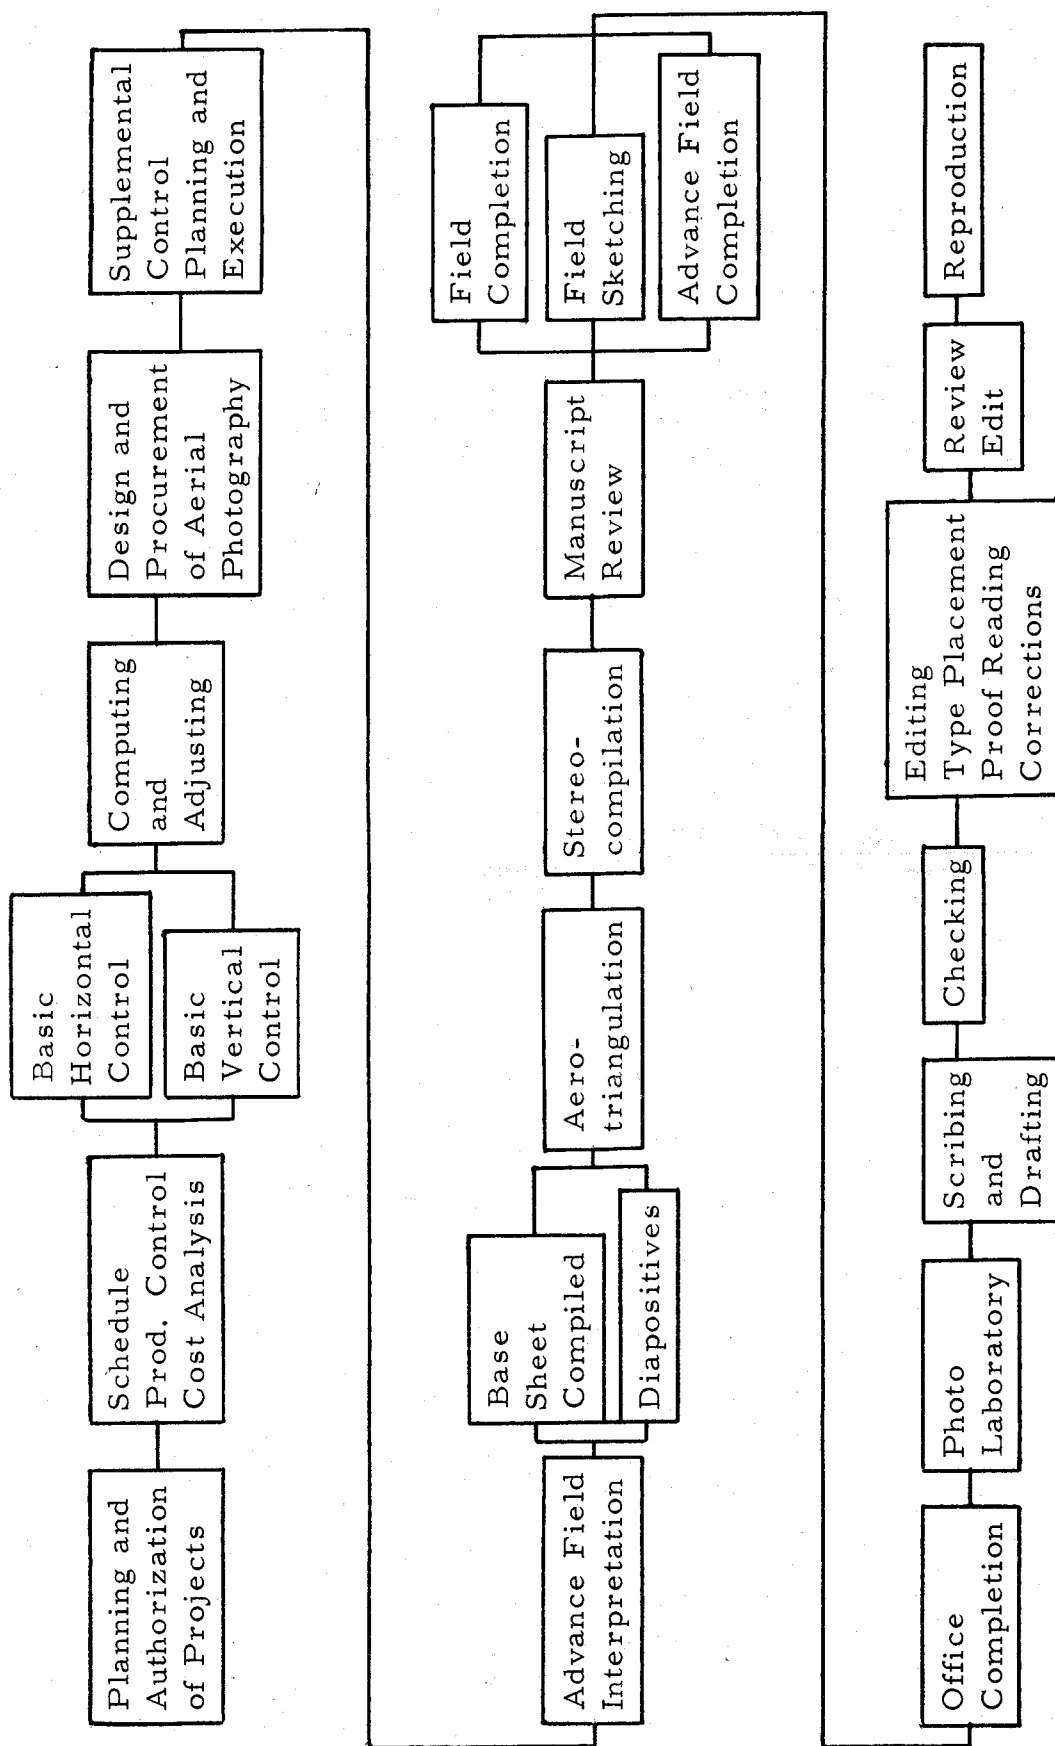 Planning and
Authorization
of Projects
Schedule
Prod. Control
Cost Analysis
Basic
Horizontal
Control
Basic
Vertical
Control
Computing
and
Adjusting
Design and
Procurement
of Aerial
Photography
Supplemental
Control
Planning and
Execution
Advance Field
Interpretation
Base
Sheet
Compiled
Diapositives
Aero-
triangulation
Stereo-
compilation
Manuscript
Review
Field
Completion
Field
Sketching
Advance Field
Completion
Office
Completion
Photo
Laboratory
Scribing
and
Drafting
Checking
Editing
Type Placement
Proof Reading
Corrections
Review
Edit
Reproduction